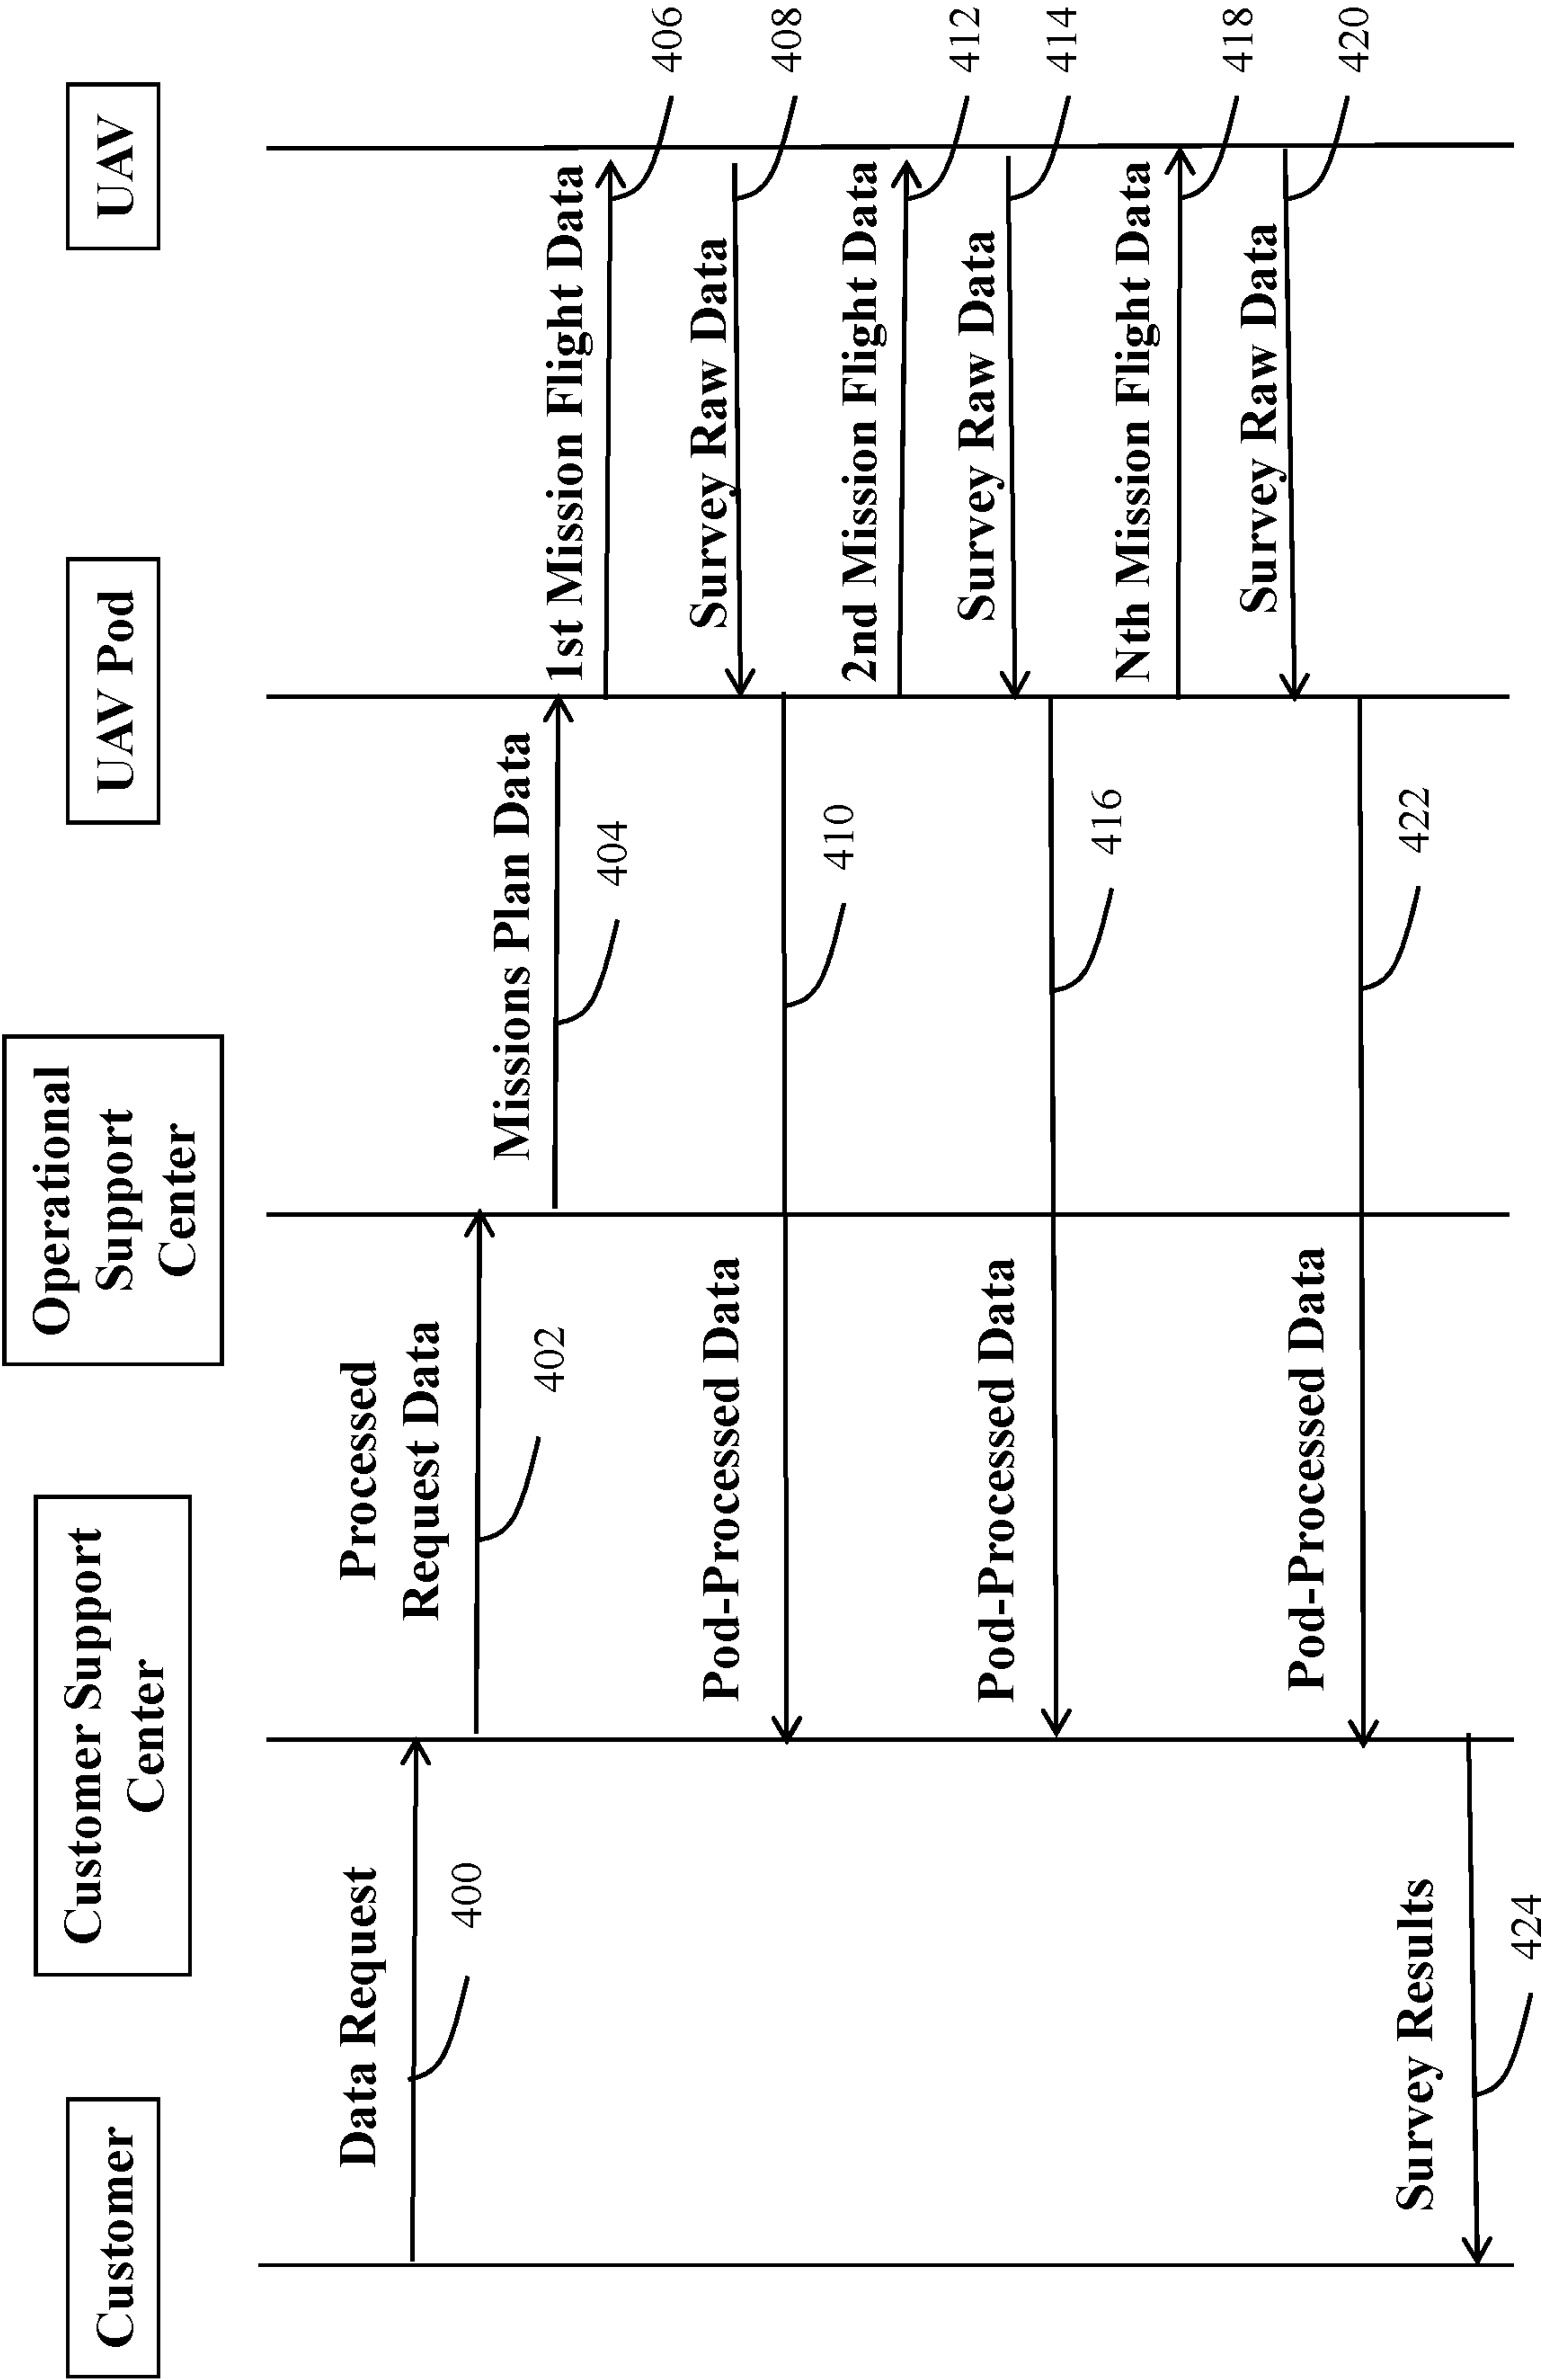 Customer
Customer Support
Center
Operational
Support
Center
UAV Pod
UAV
Data Request
400
Processed
Request Data
402
Missions Plan Data
404
1st Mission Flight Data
406
Survey Raw Data
408
Pod-Processed Data
410
2nd Mission Flight Data
412
Survey Raw Data
414
Pod-Processed Data
416
Nth Mission Flight Data
418
Survey Raw Data
420
Pod-Processed Data
422
Survey Results
424